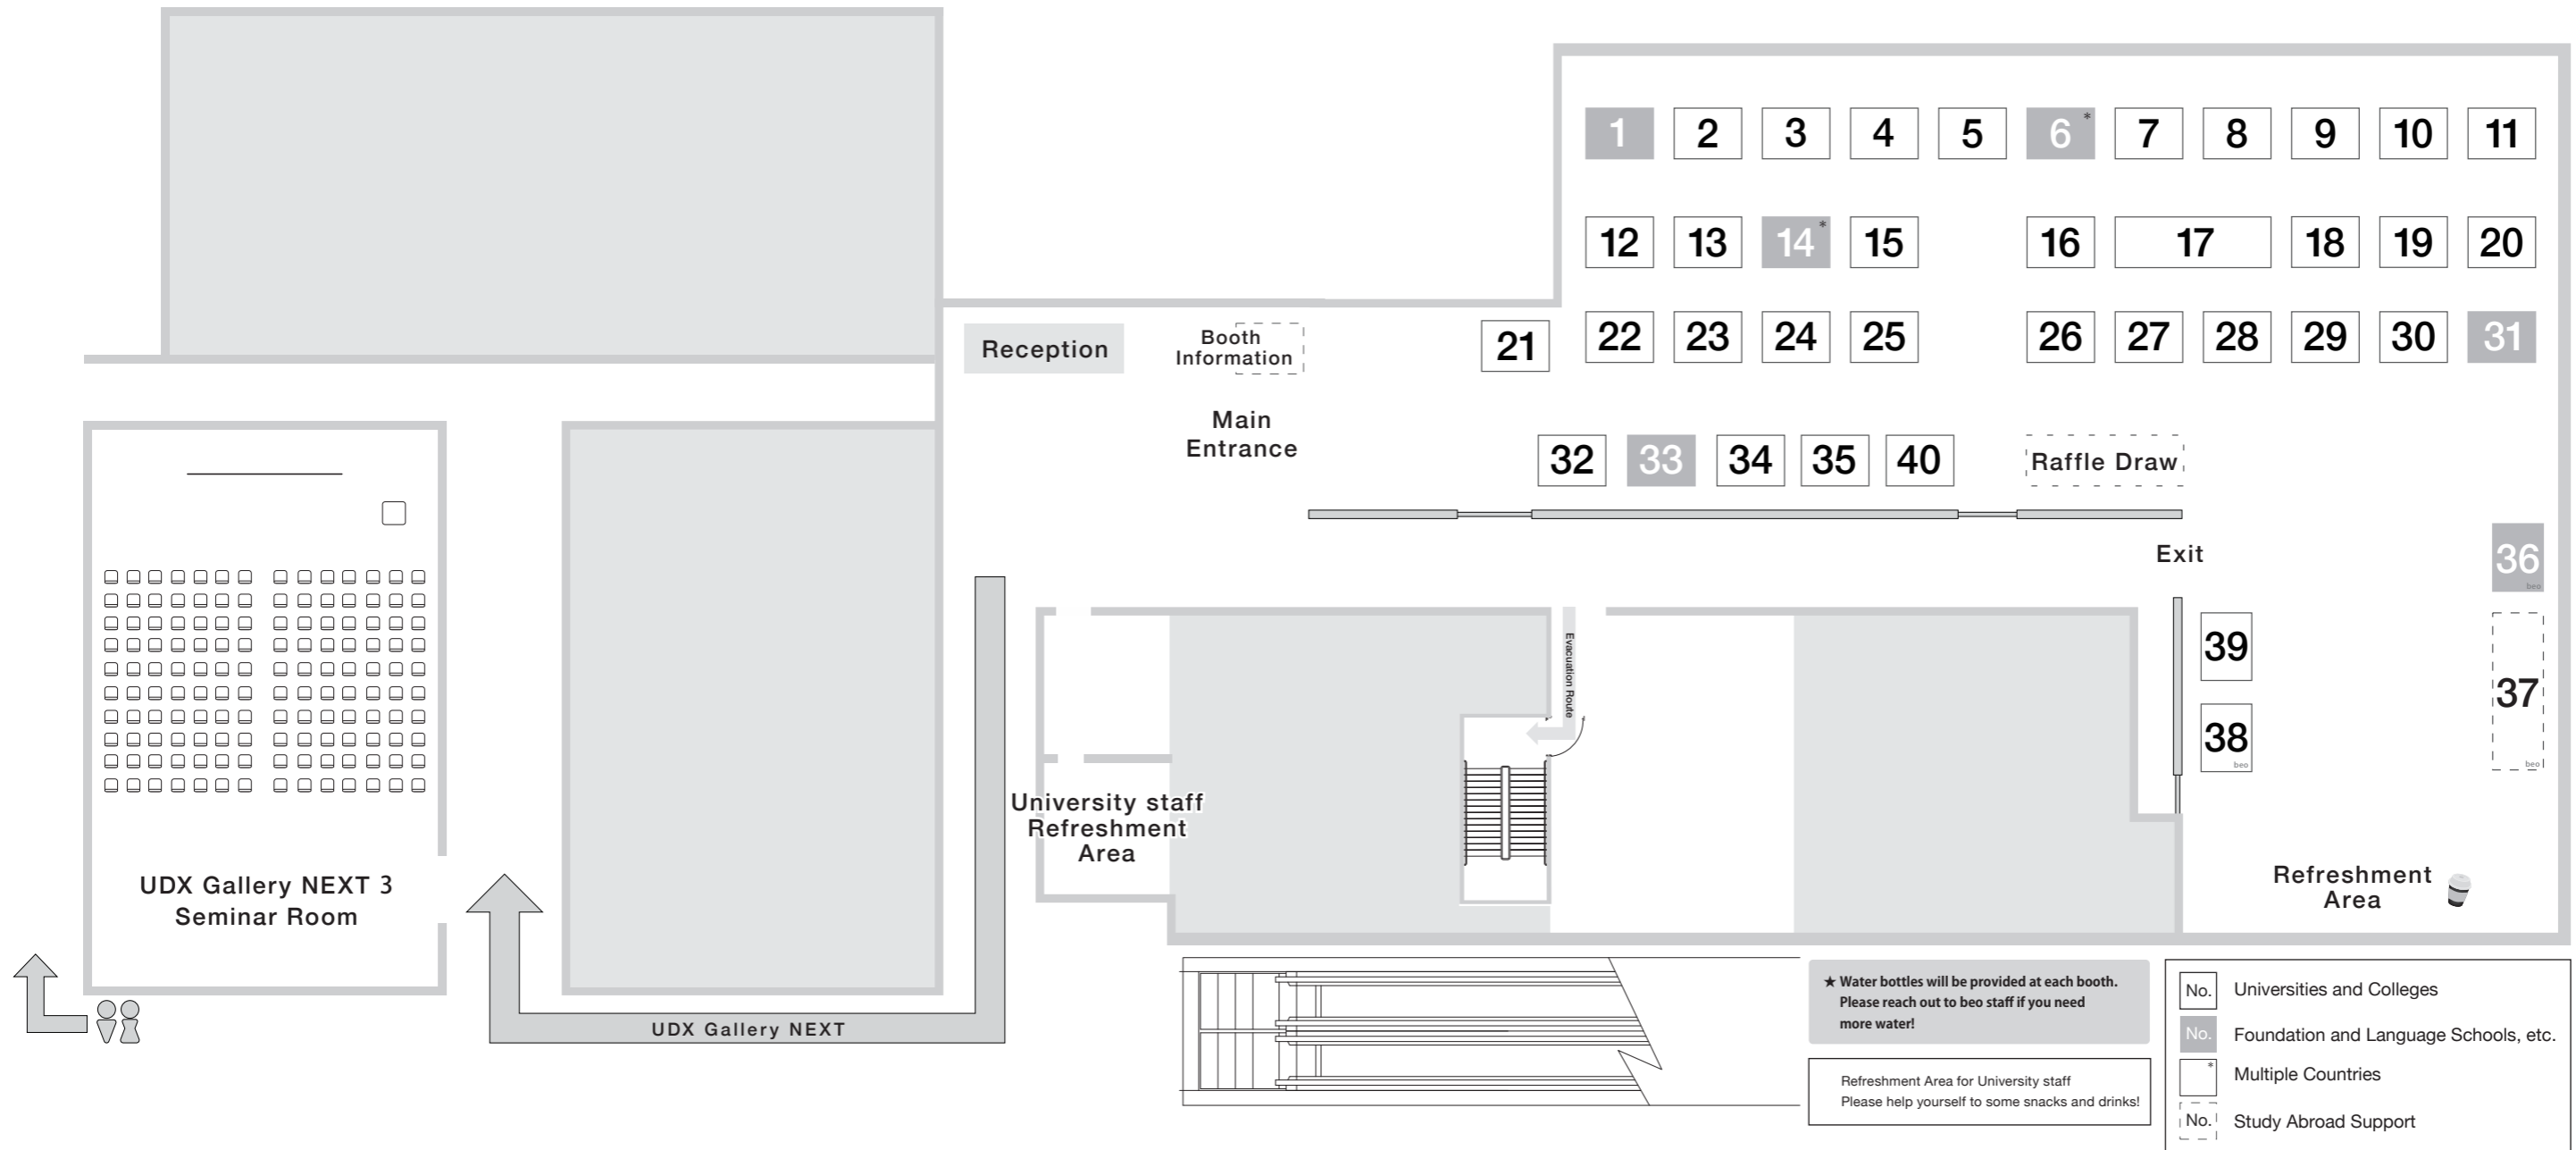 1 2 3 4 5 6 * 7 8 9 10 11
12 13 14 * 15 16 17 18 19 20
Reception
Booth
Information
21 22 23 24 25 26 27 28 29 30 31
Main
Entrance
32 33 34 35 40 Raffle Draw
Exit
36
beo
39
37
beo
38
beo
Evacuation Route
University staff
Refreshment
Area
UDX Gallery NEXT 3
Seminar Room
Refreshment
Area
UDX Gallery NEXT
★ Water bottles will be provided at each booth.
Please reach out to beo staff if you need
more water!
Refreshment Area for University staff
Please help yourself to some snacks and drinks!
No. Universities and Colleges
No. Foundation and Language Schools, etc.
* Multiple Countries
No. Study Abroad Support